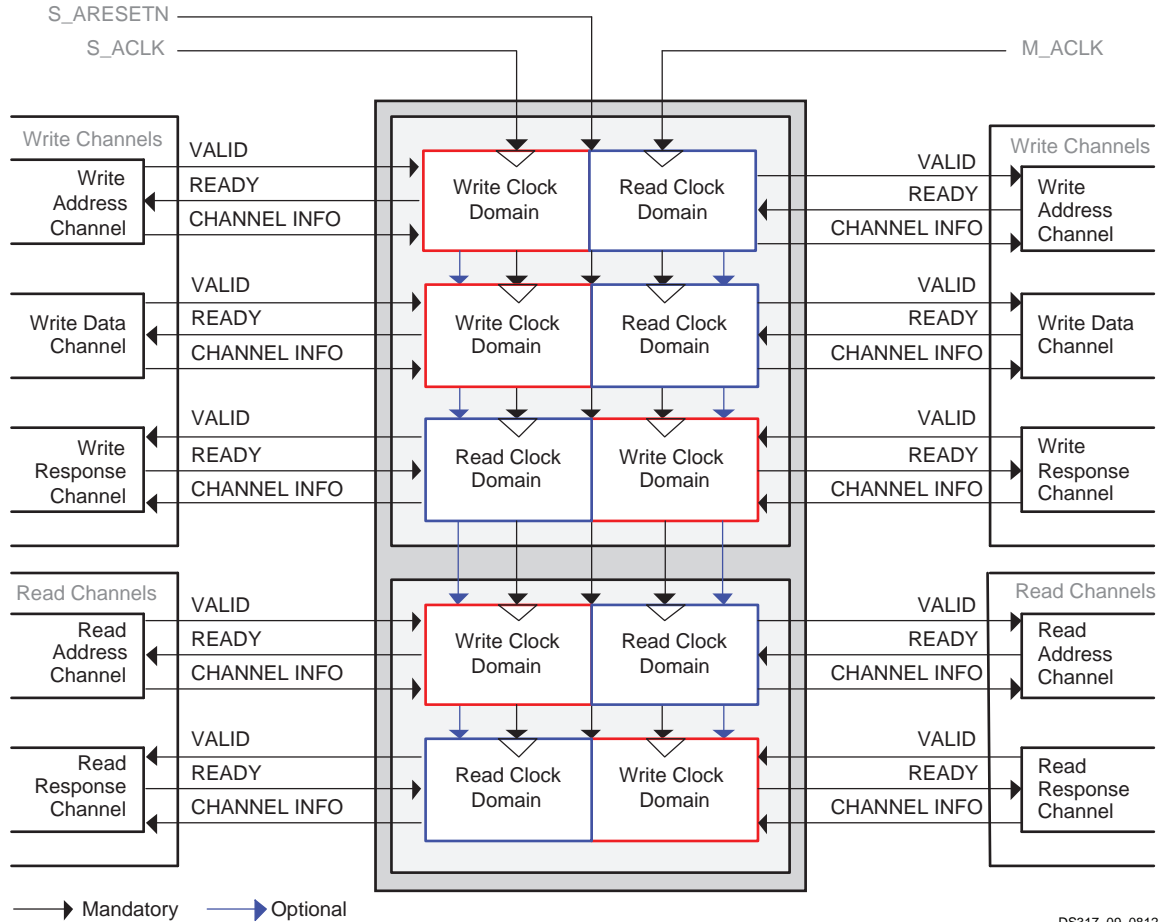 S_ARESETN
S_ACLK
M_ACLK
Write Channels
Write
Address
Channel
VALID
READY
CHANNEL INFO
Write Clock
Domain
Read Clock
Domain
VALID
READY
CHANNEL INFO
Write Channels
Write
Address
Channel
Write Data
Channel
VALID
READY
CHANNEL INFO
Write Clock
Domain
Read Clock
Domain
VALID
READY
CHANNEL INFO
Write Data
Channel
Write
Response
Channel
VALID
READY
CHANNEL INFO
Read Clock
Domain
Write Clock
Domain
VALID
READY
CHANNEL INFO
Write
Response
Channel
Read Channels
Read
Address
Channel
VALID
READY
CHANNEL INFO
Write Clock
Domain
Read Clock
Domain
VALID
READY
CHANNEL INFO
Read Channels
Read
Address
Channel
Read
Response
Channel
VALID
READY
CHANNEL INFO
Read Clock
Domain
Write Clock
Domain
VALID
READY
CHANNEL INFO
Read
Response
Channel
Mandatory
Optional